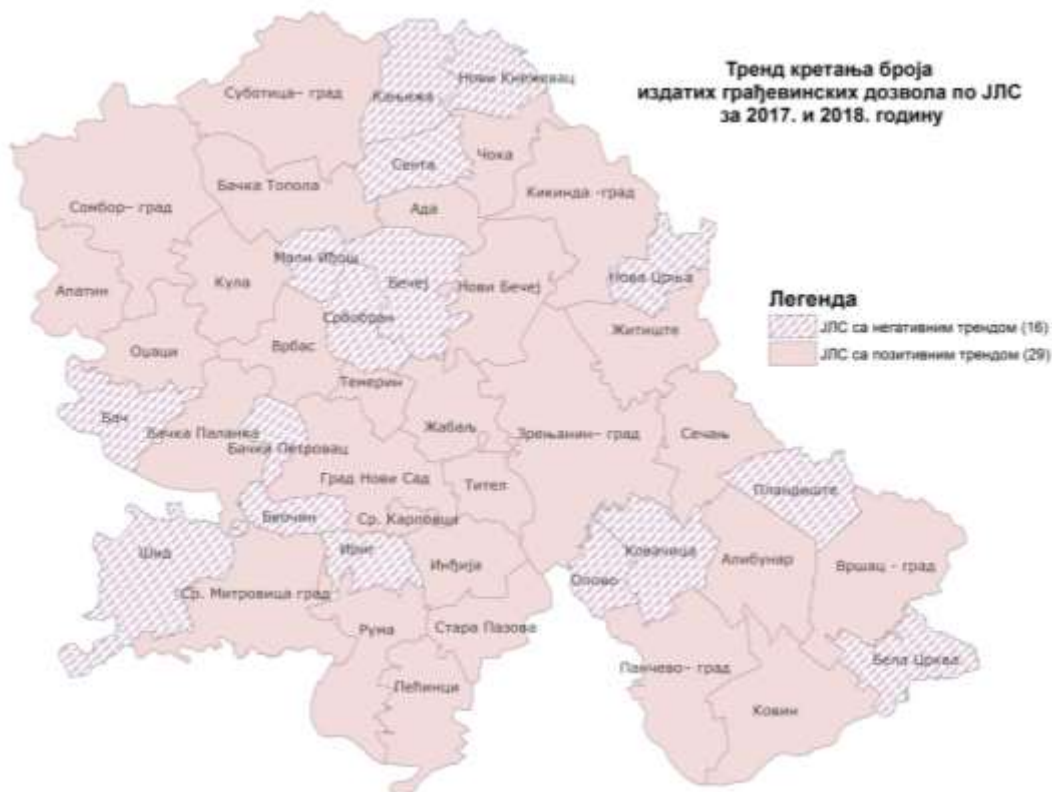 Тренд кретања броја
издатих грађевинских дозвола по ЈЛС
за 2017. и 2018. годину
Нови Кнежевац
Суботица– град
Кањижа
Чока
Сента
Бачка Топола
Кикинда -град
Сомбор– град
Ада
Мали Иђош
Нова Црња
Кула
Бечеј
Нови Бечеј
Апатин
Легенда
Србобран
ЈЛС са негативним трендом (16)
Житиште
Оџаци
Врбас
ЈЛС са позитивним трендом (29)
Темерин
Бач
Жабаљ
Зрењанин– град
Сечањ
Бачка Паланка
Бачки Петровац
Град Нови Сад
Тител
Пландиште
Беочин
Ср. Карловци
Шид
Ириг
Ковачица
Инђија
Алибунар
Вршац - град
Опово
Ср. Митровица град
Рума
Стара Пазова
Бела Црква
Панчево– град
Пећинци
Ковин